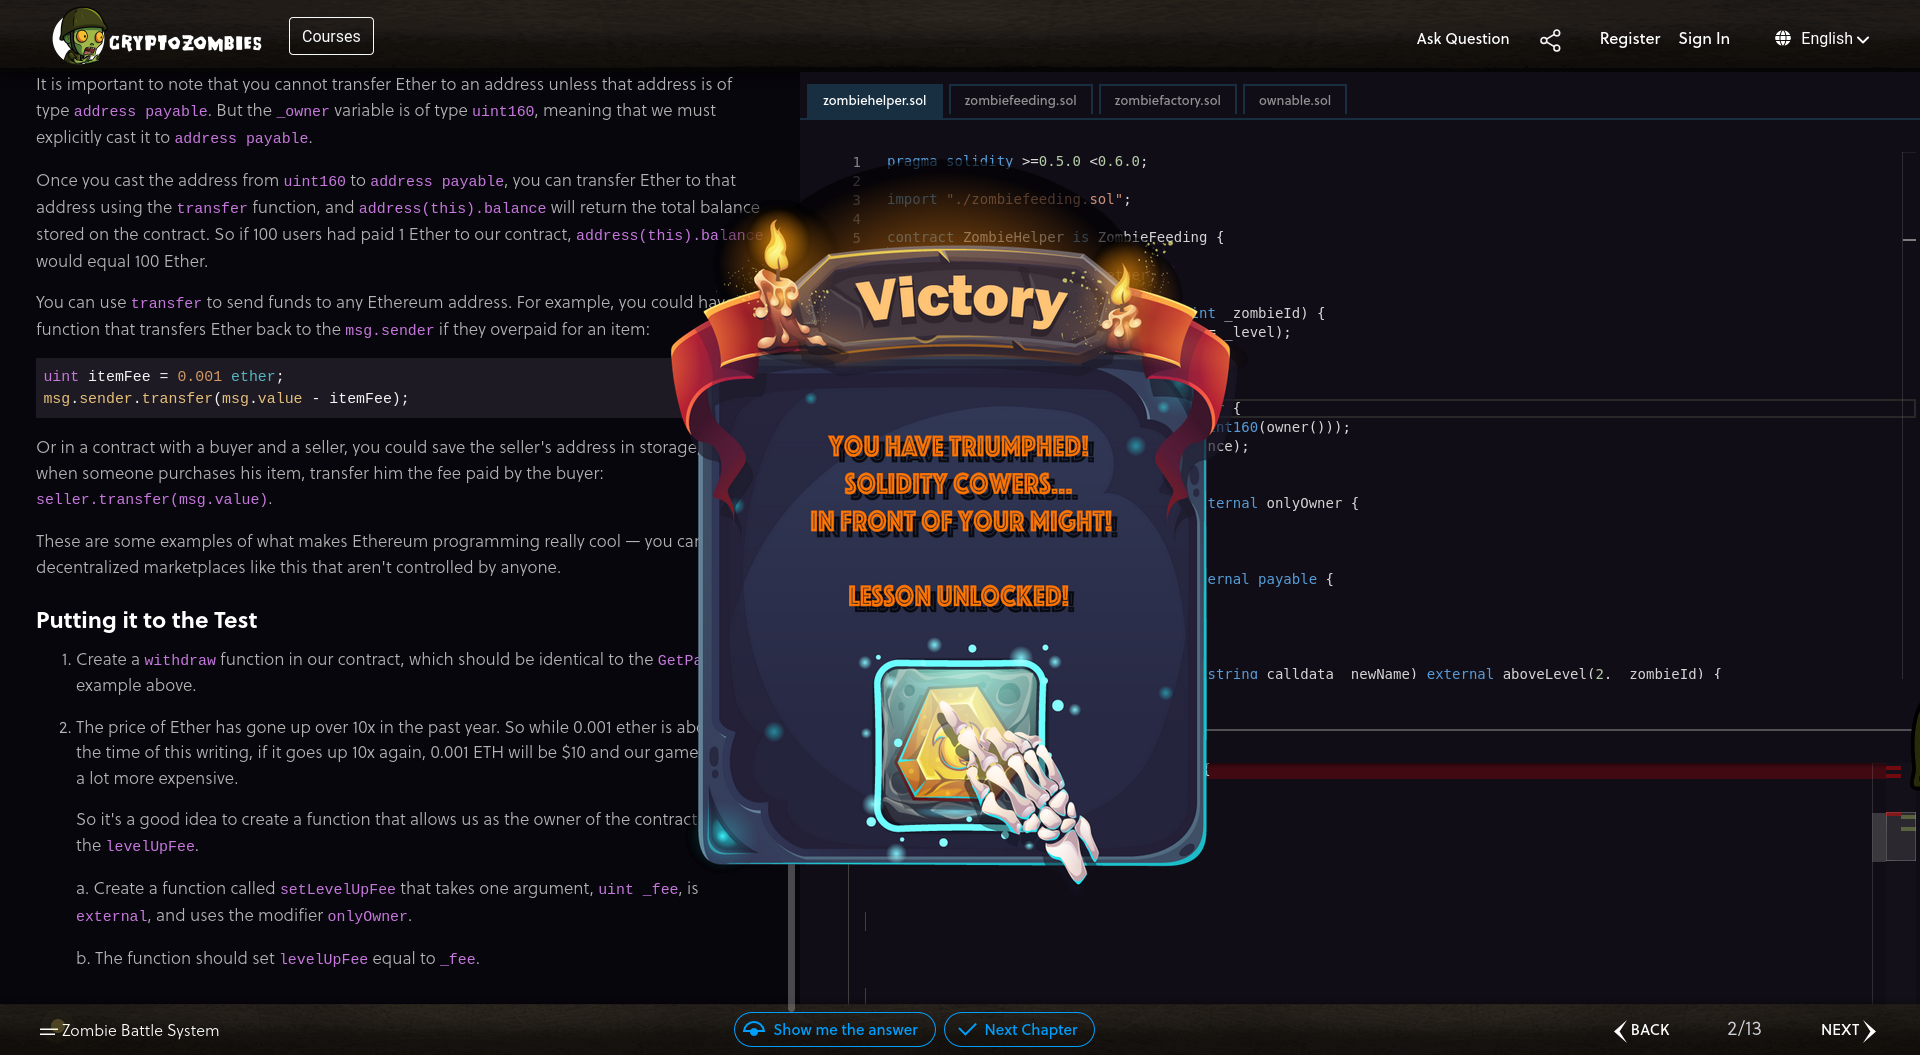 CRYPTOZOMBIES
Courses
Ask Question
Register
Sign In
English
It is important to note that you cannot transfer Ether to an address unless that address is of
type address payable. But the _owner variable is of type uint160, meaning that we must
explicitly cast it to address payable.
Once you cast the address from uint160 to address payable, you can transfer Ether to that
address using the transfer function, and address(this).balance will return the total balance
stored on the contract. So if 100 users had paid 1 Ether to our contract, address(this).balance
would equal 100 Ether.
You can use transfer to send funds to any Ethereum address. For example, you could have
function that transfers Ether back to the msg.sender if they overpaid for an item:
uint itemFee = 0.001 ether;
msg.sender.transfer(msg.value - itemFee);
Or in a contract with a buyer and a seller, you could save the seller's address in storage,
when someone purchases his item, transfer him the fee paid by the buyer:
seller.transfer(msg.value).
These are some examples of what makes Ethereum programming really cool — you can
decentralized marketplaces like this that aren't controlled by anyone.
Putting it to the Test
1. Create a withdraw function in our contract, which should be identical to the GetPa
example above.
2. The price of Ether has gone up over 10x in the past year. So while 0.001 ether is abo
the time of this writing, if it goes up 10x again, 0.001 ETH will be $10 and our game
a lot more expensive.
So it's a good idea to create a function that allows us as the owner of the contract
the levelUpFee.
a. Create a function called setLevelUpFee that takes one argument, uint _fee, is
external, and uses the modifier onlyOwner.
b. The function should set levelUpFee equal to _fee.
zombiehelper.sol
zombiefeeding.sol
zombiefactory.sol
ownable.sol
1 pragma solidity >=0.5.0 <0.6.0;
2
3 import "./zombiefeeding.sol";
4
5 contract ZombieHelper is ZombieFeeding {
int _zombieId) {
= _level);
{
nt160(owner()));
nce);
ternal onlyOwner {
ernal payable {
string calldata _newName) external aboveLevel(2, _zombieId) {
{
Victory
YOU HAVE TRIUMPHED!
SOLIDITY COWERS...
IN FRONT OF YOUR MIGHT!
LESSON UNLOCKED!
Zombie Battle System
Show me the answer
Next Chapter
BACK
2/13
NEXT